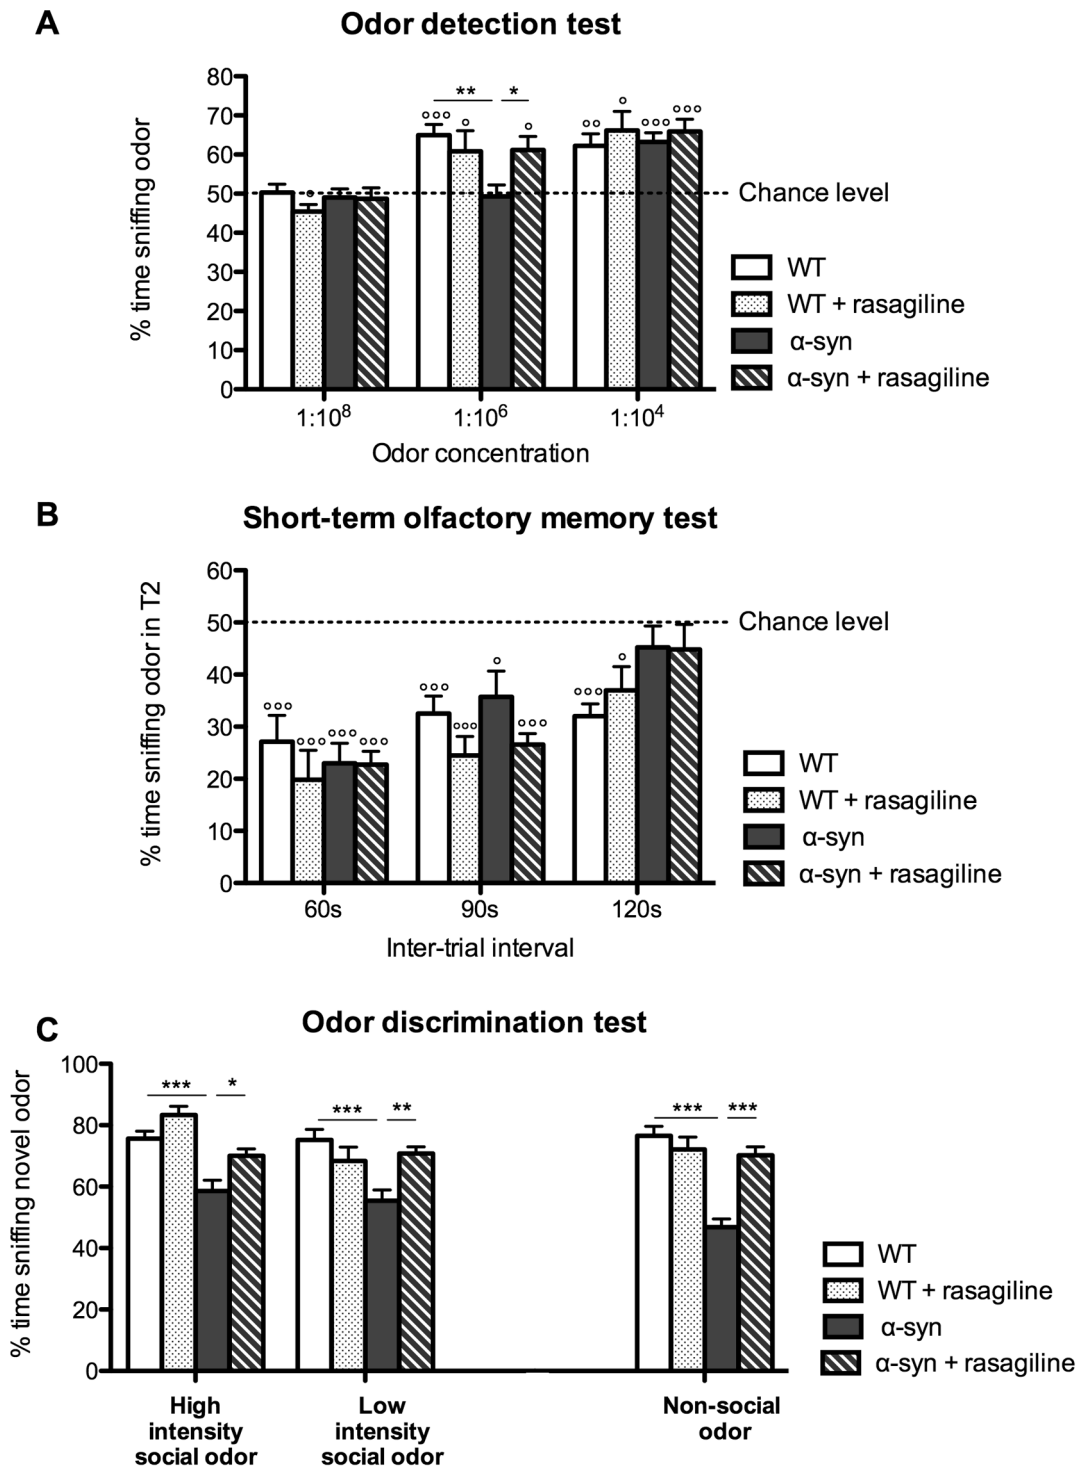 A
Odor detection test
% time sniffing odor
80
70
60
50
40
30
20
10
0
°°° ° ** * ° °° ° °°° °°°
°
Chance level
WT
WT + rasagiline
α-syn
α-syn + rasagiline
1:10⁸ 1:10⁶ 1:10⁴
Odor concentration
B
Short-term olfactory memory test
% time sniffing odor in T2
60
50
40
30
20
10
0
Chance level
°°° °°° °°° °°°
°°° °°° ° °°°
°°° °
WT
WT + rasagiline
α-syn
α-syn + rasagiline
60s 90s 120s
Inter-trial interval
C
Odor discrimination test
% time sniffing novel odor
100
80
60
40
20
0
*** *
*** **
*** ***
WT
WT + rasagiline
α-syn
α-syn + rasagiline
High
intensity
social odor
Low
intensity
social odor
Non-social
odor